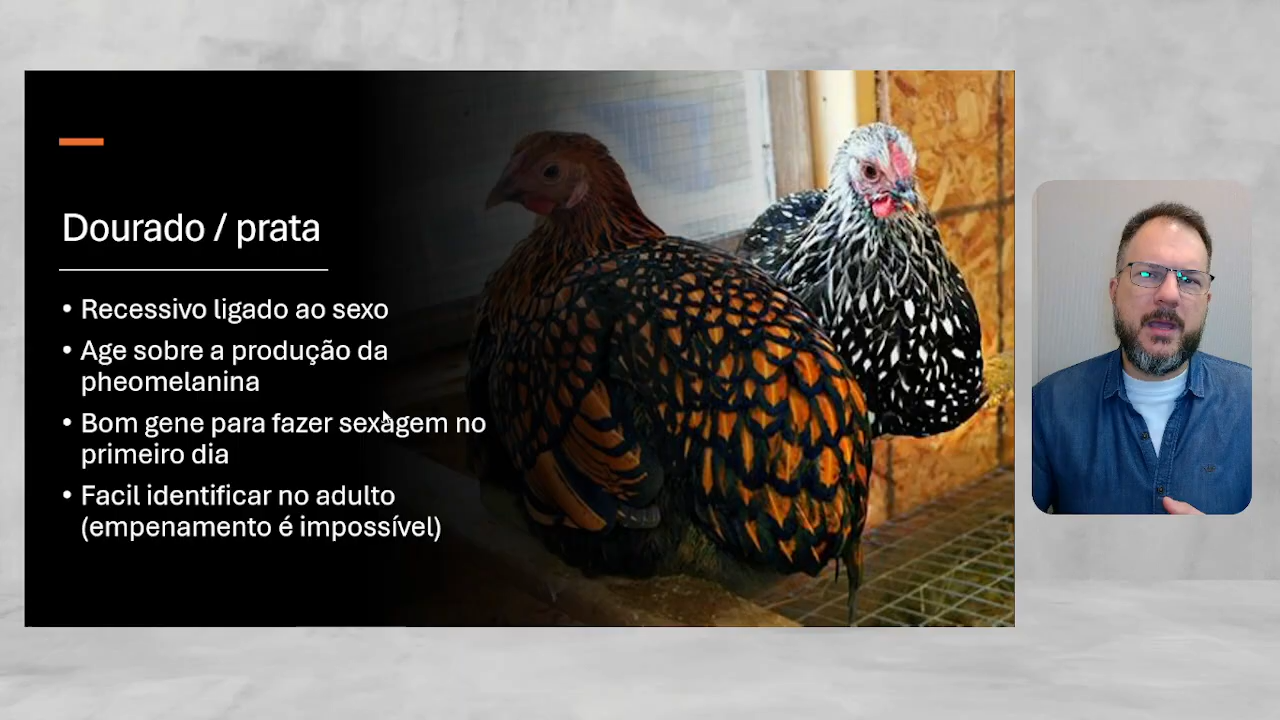 Dourado / prata
• Recessivo ligado ao sexo
• Age sobre a produção da
pheomelanina
• Bom gene para fazer sexagem no
primeiro dia
• Facil identificar no adulto
(empenamento é impossível)